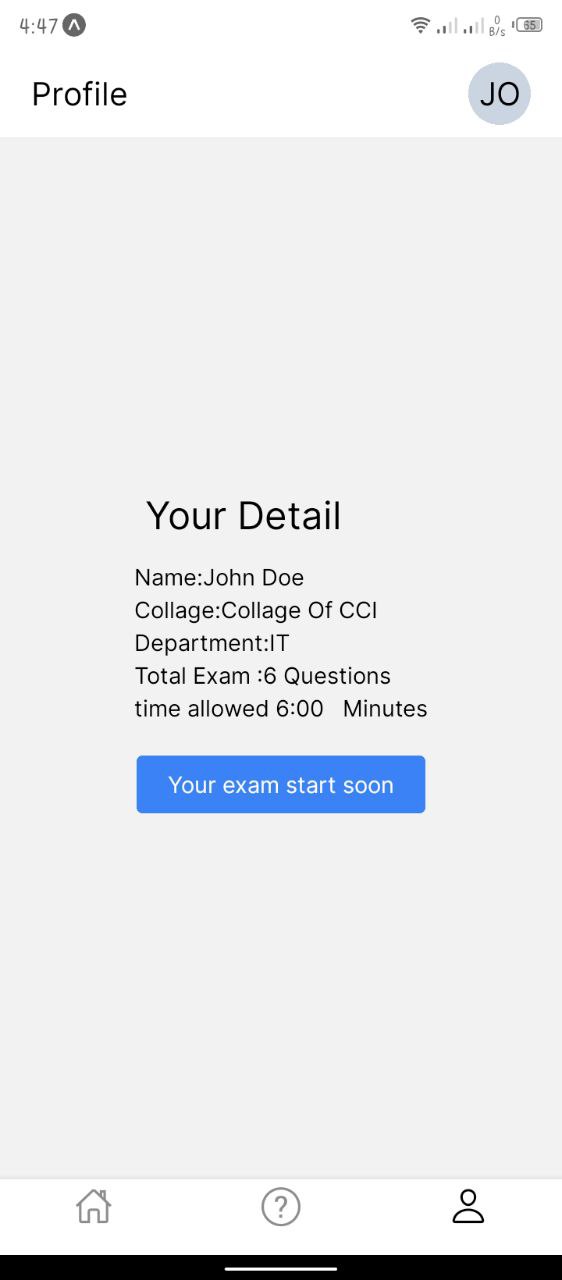 4:47
0
B/s
65
Profile
JO
Your Detail
Name:John Doe
Collage:Collage Of CCI
Department:IT
Total Exam :6 Questions
time allowed 6:00 Minutes
Your exam start soon